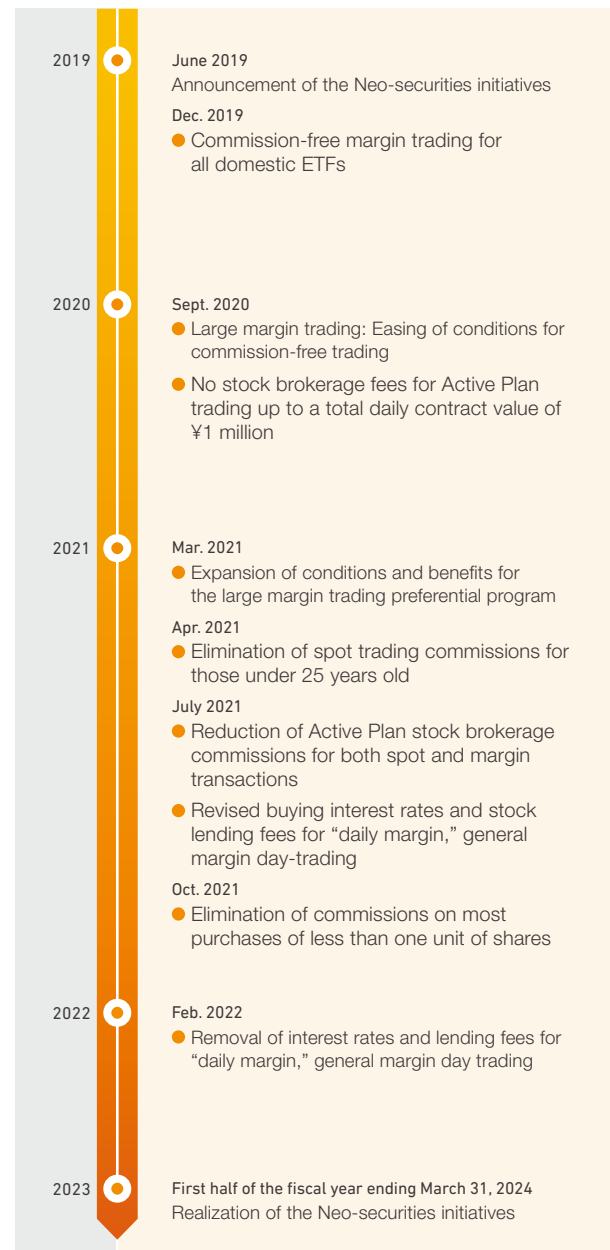 2019
June 2019
Announcement of the Neo-securities initiatives
Dec. 2019
Commission-free margin trading for
all domestic ETFs
2020
Sept. 2020
Large margin trading: Easing of conditions for
commission-free trading
No stock brokerage fees for Active Plan
trading up to a total daily contract value of
¥1 million
2021
Mar. 2021
Expansion of conditions and benefits for
the large margin trading preferential program
Apr. 2021
Elimination of spot trading commissions for
those under 25 years old
July 2021
Reduction of Active Plan stock brokerage
commissions for both spot and margin
transactions
Revised buying interest rates and stock
lending fees for “daily margin,” general
margin day-trading
Oct. 2021
Elimination of commissions on most
purchases of less than one unit of shares
2022
Feb. 2022
Removal of interest rates and lending fees for
“daily margin,” general margin day trading
2023
First half of the fiscal year ending March 31, 2024
Realization of the Neo-securities initiatives